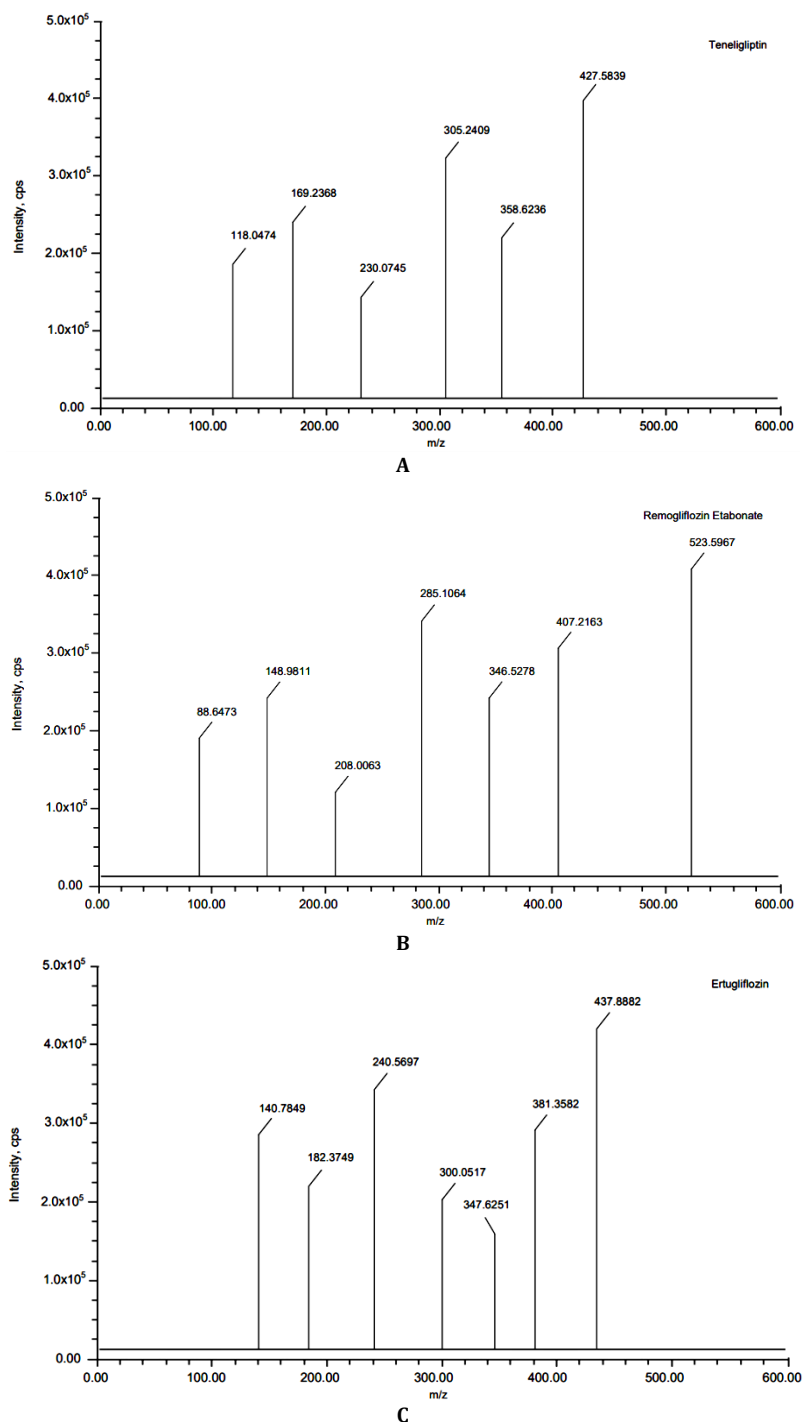 5.0x10⁵
Teneligliptin
427.5839
4.0x10⁵
305.2409
3.0x10⁵
358.6236
169.2368
118.0474
230.0745
2.0x10⁵
1.0x10⁵
0.00
Intensity, cps
0.00 100.00 200.00 300.00 400.00 500.00 600.00
m/z
A
5.0x10⁵
Remogliflozin Etabonate
523.5967
4.0x10⁵
285.1064
407.2163
3.0x10⁵
148.9811
346.5278
88.6473
208.0063
2.0x10⁵
1.0x10⁵
0.00
Intensity, cps
0.00 100.00 200.00 300.00 400.00 500.00 600.00
m/z
B
5.0x10⁵
Ertugliflozin
437.8882
4.0x10⁵
240.5697
140.7849
381.3582
3.0x10⁵
182.3749
300.0517
347.6251
2.0x10⁵
1.0x10⁵
0.00
Intensity, cps
0.00 100.00 200.00 300.00 400.00 500.00 600.00
m/z
C